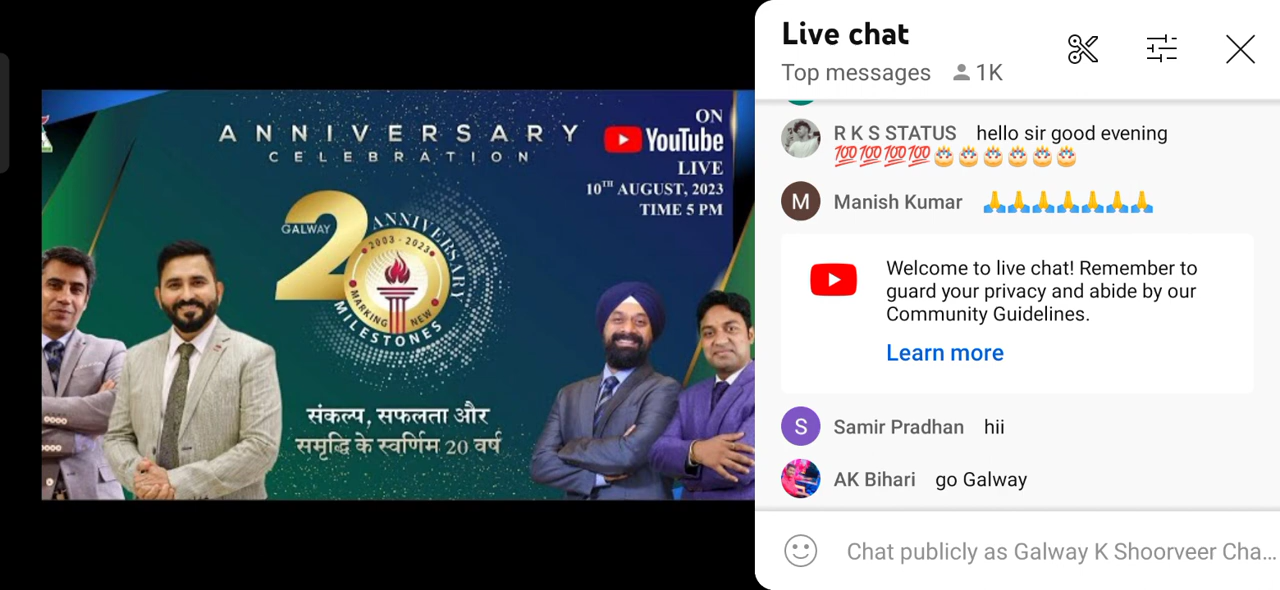 ANNIVERSARY
CELEBRATION
ON
YouTube
LIVE
10TH AUGUST, 2023
TIME 5 PM
GALWAY
20
ANNIVERSARY
2003 - 2023
MARKING NEW
MILESTONES
संकल्प, सफलता और
समृद्धि के स्वर्णिम 20 वर्ष
Live chat
Top messages 1K
R K S STATUS hello sir good evening
💯💯💯💯🎂🎂🎂🎂🎂🎂
M Manish Kumar 🙏🙏🙏🙏🙏🙏🙏
Welcome to live chat! Remember to
guard your privacy and abide by our
Community Guidelines.
Learn more
S Samir Pradhan hii
AK Bihari go Galway
Chat publicly as Galway K Shoorveer Cha...